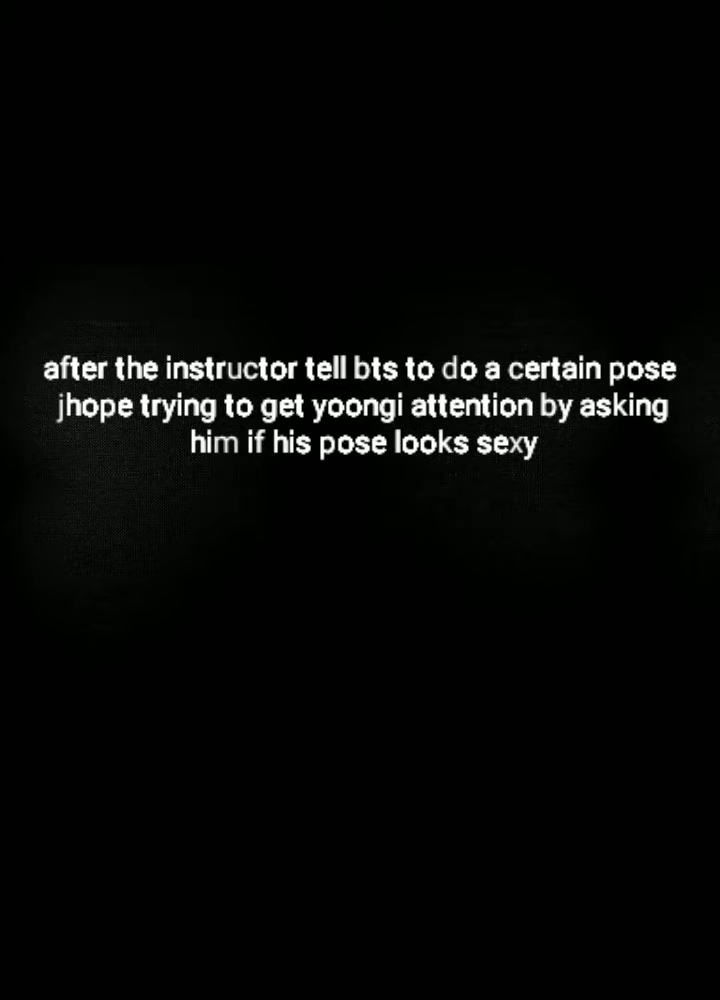 after the instructor tell bts to do a certain pose
jhope trying to get yoongi attention by asking
him if his pose looks sexy